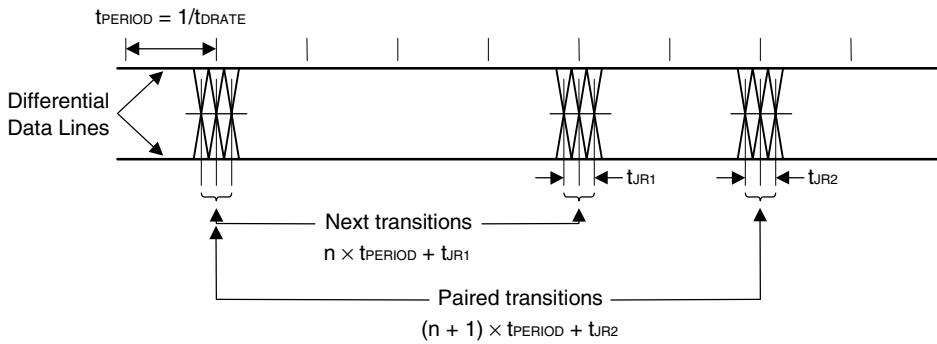 tPERIOD = 1/tDRATE
Differential
Data Lines
tJR1
tJR2
Next transitions
n × tPERIOD + tJR1
Paired transitions
(n + 1) × tPERIOD + tJR2